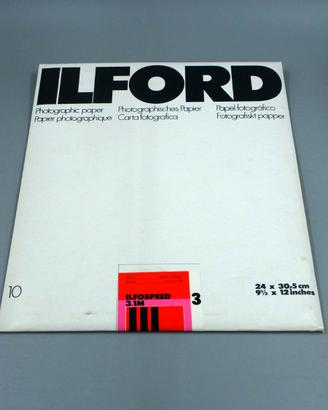 ILFORD
Photographic paper Photographisches Papier Papel fotográfico
Papier photographique Carta fotografica Fotografiskt papper
24 x 30,5 cm
10
9½ x 12 inches
ILFOSPEED 3
3.1M